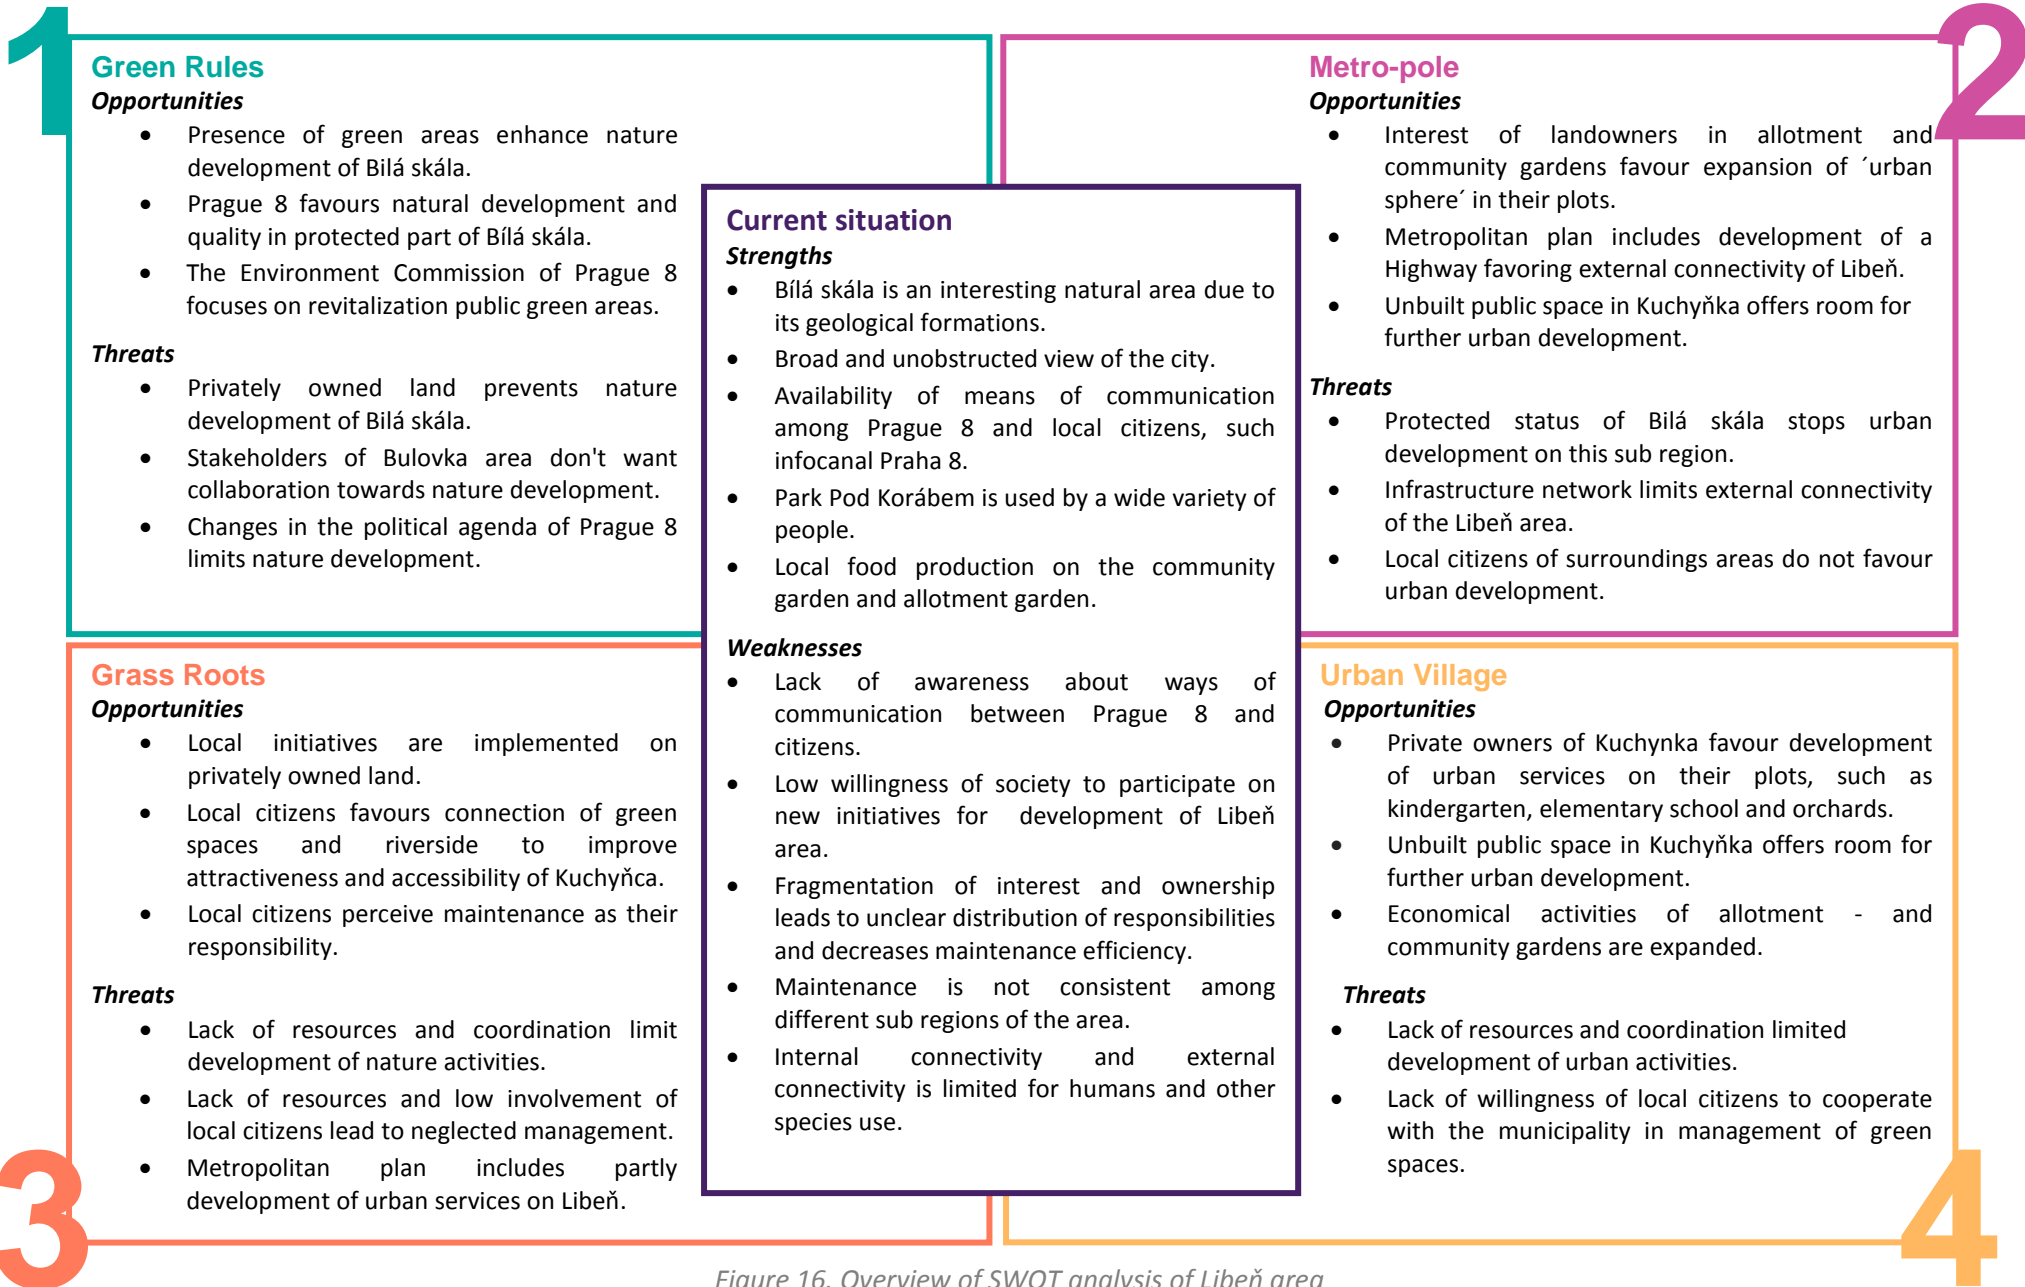 1
Green Rules
Opportunities
• Presence of green areas enhance nature
development of Bilá skála.
• Prague 8 favours natural development and
quality in protected part of Bílá skála.
• The Environment Commission of Prague 8
focuses on revitalization public green areas.
Threats
• Privately owned land prevents nature
development of Bilá skála.
• Stakeholders of Bulovka area don't want
collaboration towards nature development.
• Changes in the political agenda of Prague 8
limits nature development.
2
Metro-pole
Opportunities
• Interest of landowners in allotment and
community gardens favour expansion of ´urban
sphere´ in their plots.
• Metropolitan plan includes development of a
Highway favoring external connectivity of Libeň.
• Unbuilt public space in Kuchyňka offers room for
further urban development.
Threats
• Protected status of Bilá skála stops urban
development on this sub region.
• Infrastructure network limits external connectivity
of the Libeň area.
• Local citizens of surroundings areas do not favour
urban development.
Current situation
Strengths
• Bílá skála is an interesting natural area due to
its geological formations.
• Broad and unobstructed view of the city.
• Availability of means of communication
among Prague 8 and local citizens, such
infocanal Praha 8.
• Park Pod Korábem is used by a wide variety of
people.
• Local food production on the community
garden and allotment garden.
Weaknesses
• Lack of awareness about ways of
communication between Prague 8 and
citizens.
• Low willingness of society to participate on
new initiatives for development of Libeň
area.
• Fragmentation of interest and ownership
leads to unclear distribution of responsibilities
and decreases maintenance efficiency.
• Maintenance is not consistent among
different sub regions of the area.
• Internal connectivity and external
connectivity is limited for humans and other
species use.
3
Grass Roots
Opportunities
• Local initiatives are implemented on
privately owned land.
• Local citizens favours connection of green
spaces and riverside to improve
attractiveness and accessibility of Kuchyňca.
• Local citizens perceive maintenance as their
responsibility.
Threats
• Lack of resources and coordination limit
development of nature activities.
• Lack of resources and low involvement of
local citizens lead to neglected management.
• Metropolitan plan includes partly
development of urban services on Libeň.
4
Urban Village
Opportunities
• Private owners of Kuchynka favour development
of urban services on their plots, such as
kindergarten, elementary school and orchards.
• Unbuilt public space in Kuchyňka offers room for
further urban development.
• Economical activities of allotment - and
community gardens are expanded.
Threats
• Lack of resources and coordination limited
development of urban activities.
• Lack of willingness of local citizens to cooperate
with the municipality in management of green
spaces.
Figure 16. Overview of SWOT analysis of Libeň area